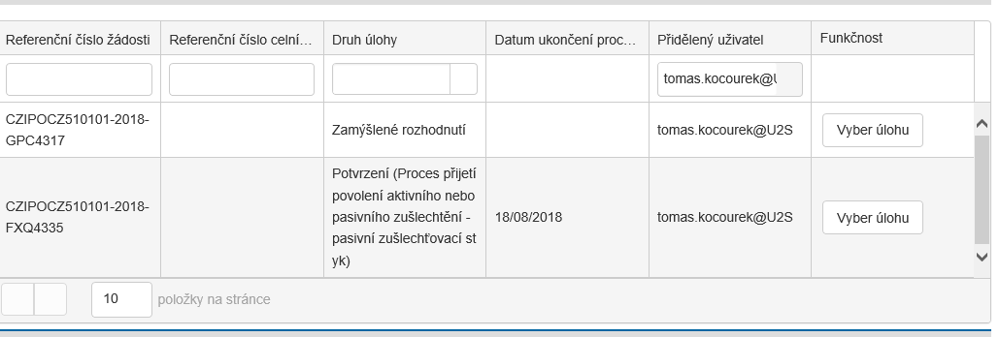 Referenční číslo žádosti Referenční číslo celní... Druh úlohy Datum ukončení proc... Přidělený uživatel Funkčnost
tomas.kocourek@U
CZIPOCZ510101-2018-
GPC4317
Zamýšlené rozhodnutí
tomas.kocourek@U2S
Vyber úlohu
CZIPOCZ510101-2018-
FXQ4335
Potvrzení (Proces přijetí
povolení aktivního nebo
pasivního zušlechtění -
pasivní zušlechťovací st
yk)
18/08/2018
tomas.kocourek@U2S
Vyber úlohu
10 položky na stránce